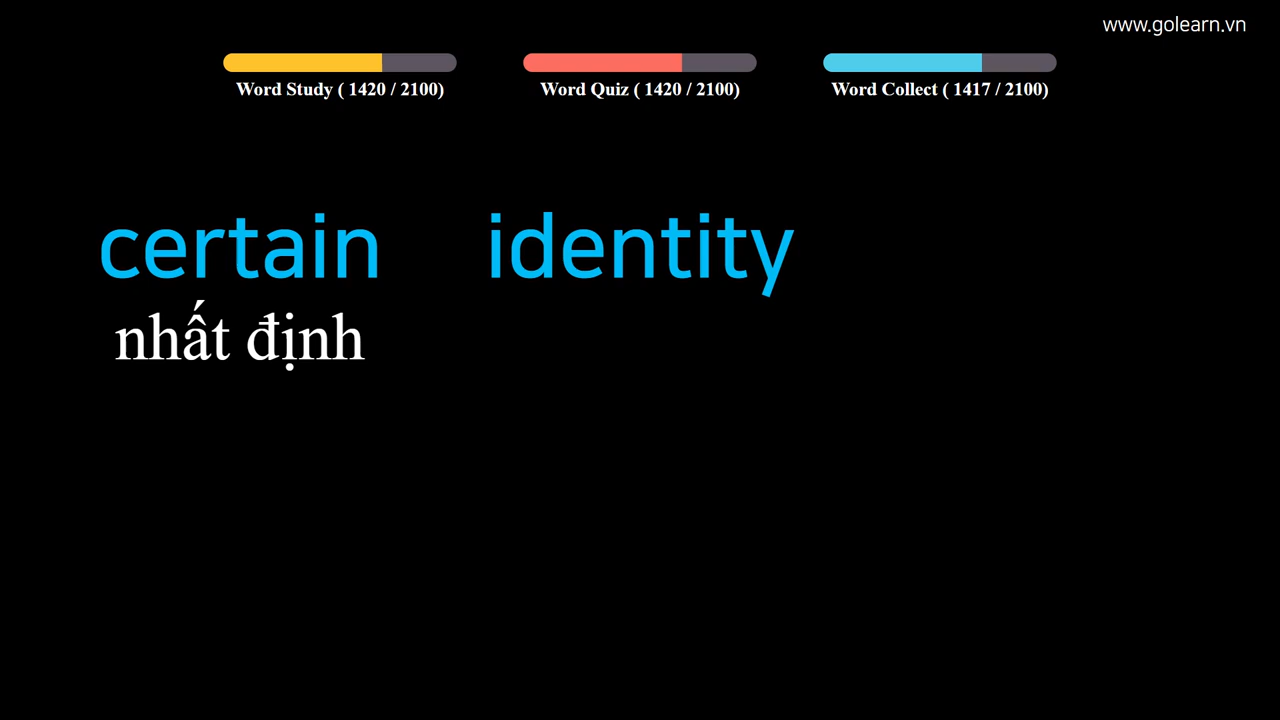 www.golearn.vn
Word Study ( 1420 / 2100)
Word Quiz ( 1420 / 2100)
Word Collect ( 1417 / 2100)
certain identity
nhất định